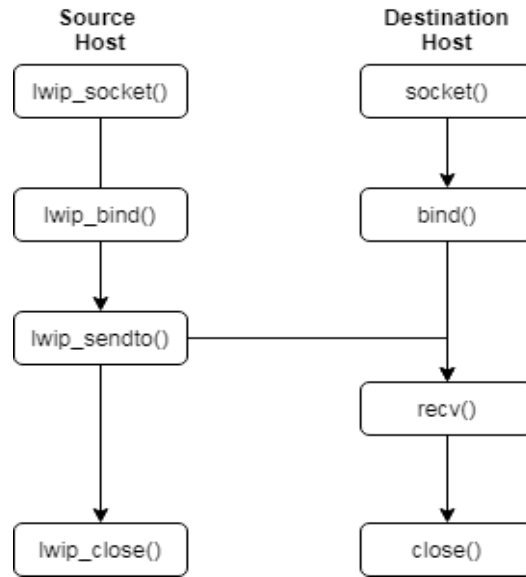 Source
Host
Destination
Host
lwip_socket()
socket()
lwip_bind()
bind()
lwip_sendto()
recv()
lwip_close()
close()